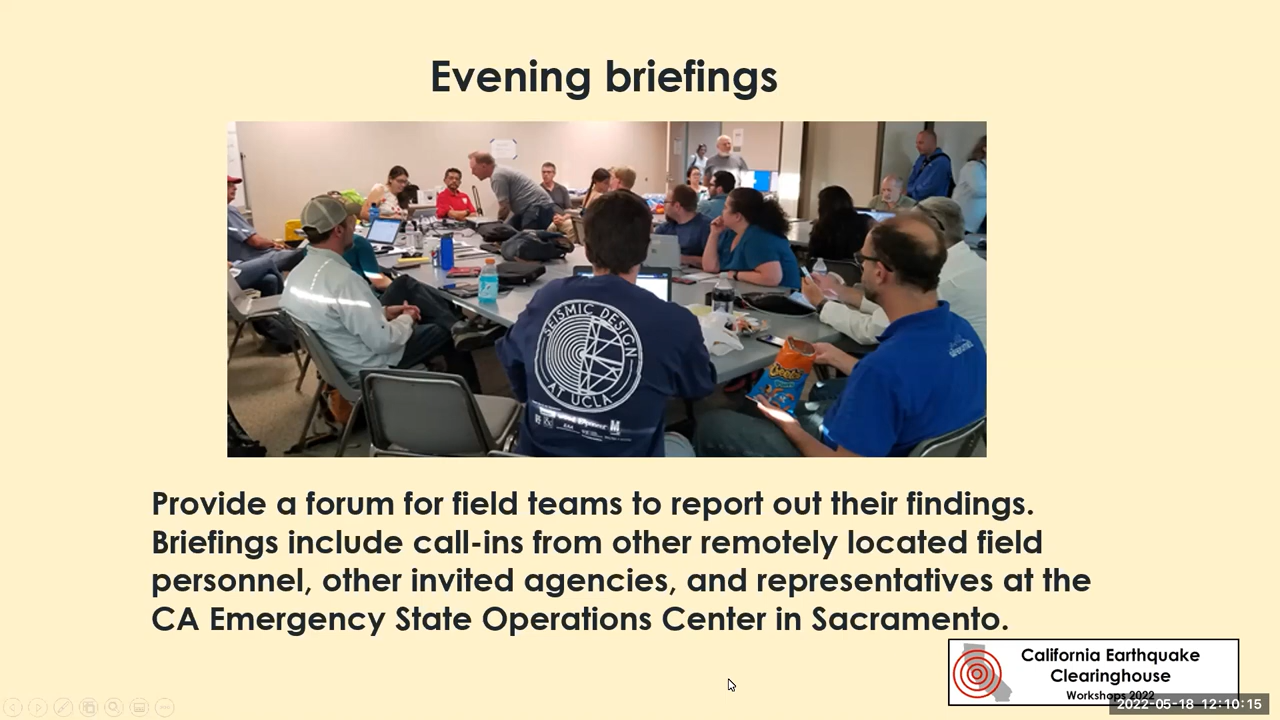 Evening briefings
SEISMIC DESIGN
AT UCLA
Cheetos
Provide a forum for field teams to report out their findings.
Briefings include call-ins from other remotely located field
personnel, other invited agencies, and representatives at the
CA Emergency State Operations Center in Sacramento.
California Earthquake
Clearinghouse
Workshops 2022
2022-05-18 12:10:15